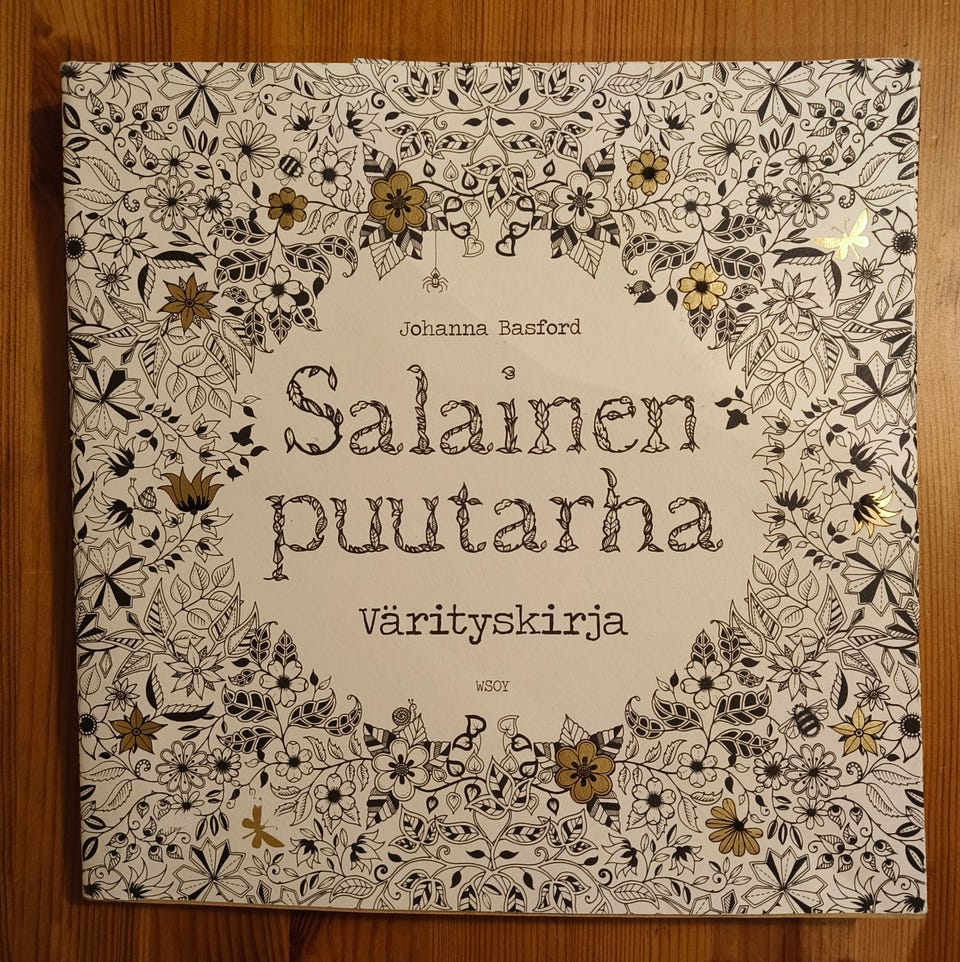 Johanna Basford
Salainen
puutarha
Värityskirja
WSOY